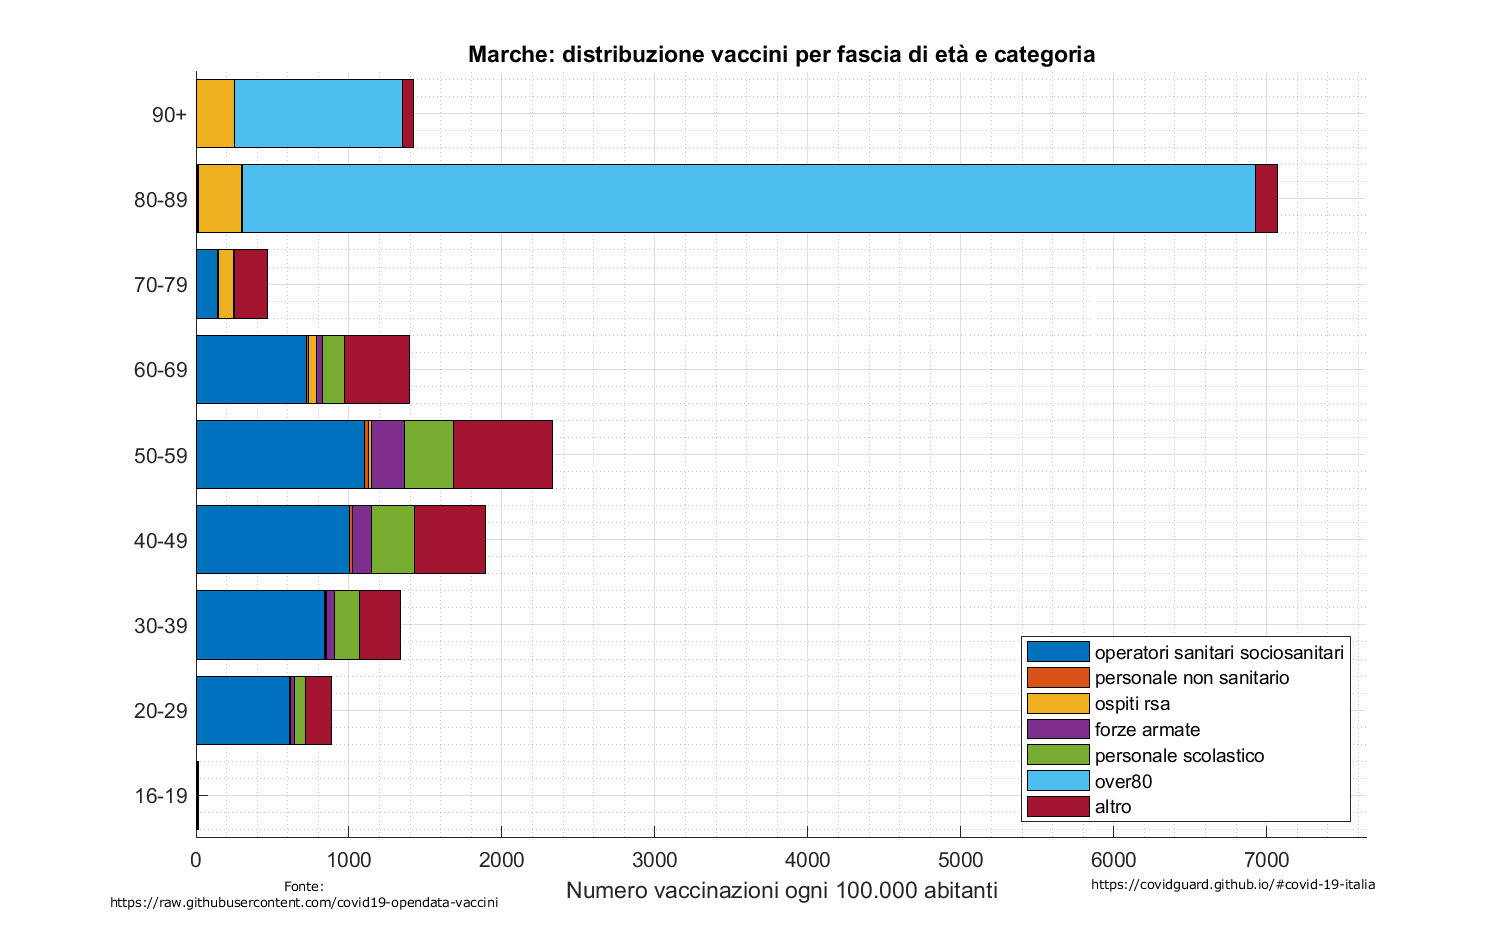 Marche: distribuzione vaccini per fascia di età e categoria
90+
80-89
70-79
60-69
50-59
40-49
30-39
20-29
16-19
operatori sanitari sociosanitari
personale non sanitario
ospiti rsa
forze armate
personale scolastico
over80
altro
0 1000 2000 3000 4000 5000 6000 7000
Numero vaccinazioni ogni 100.000 abitanti
Fonte:
https://raw.githubusercontent.com/covid19-opendata-vaccini
https://covidguard.github.io/#covid-19-italia